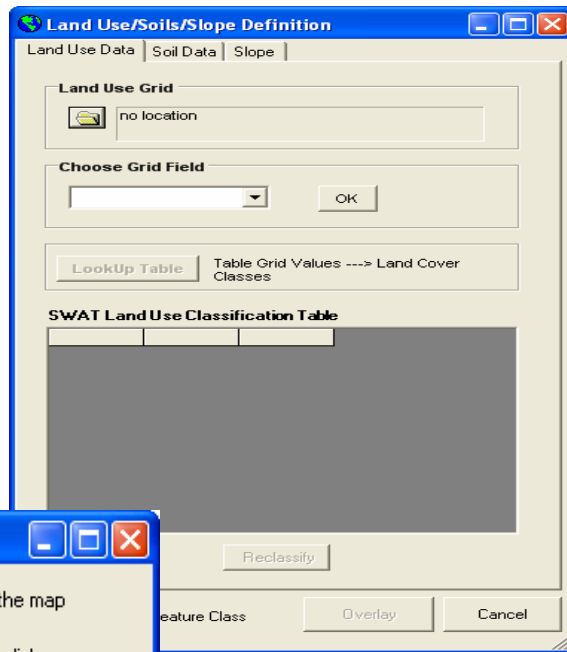 Land Use/Soils/Slope Definition
Land Use Data Soil Data Slope
Land Use Grid
no location
Choose Grid Field
OK
LookUp Table Table Grid Values ---> Land Cover
Classes
SWAT Land Use Classification Table
Reclassify
the map
eature Class Overlay Cancel